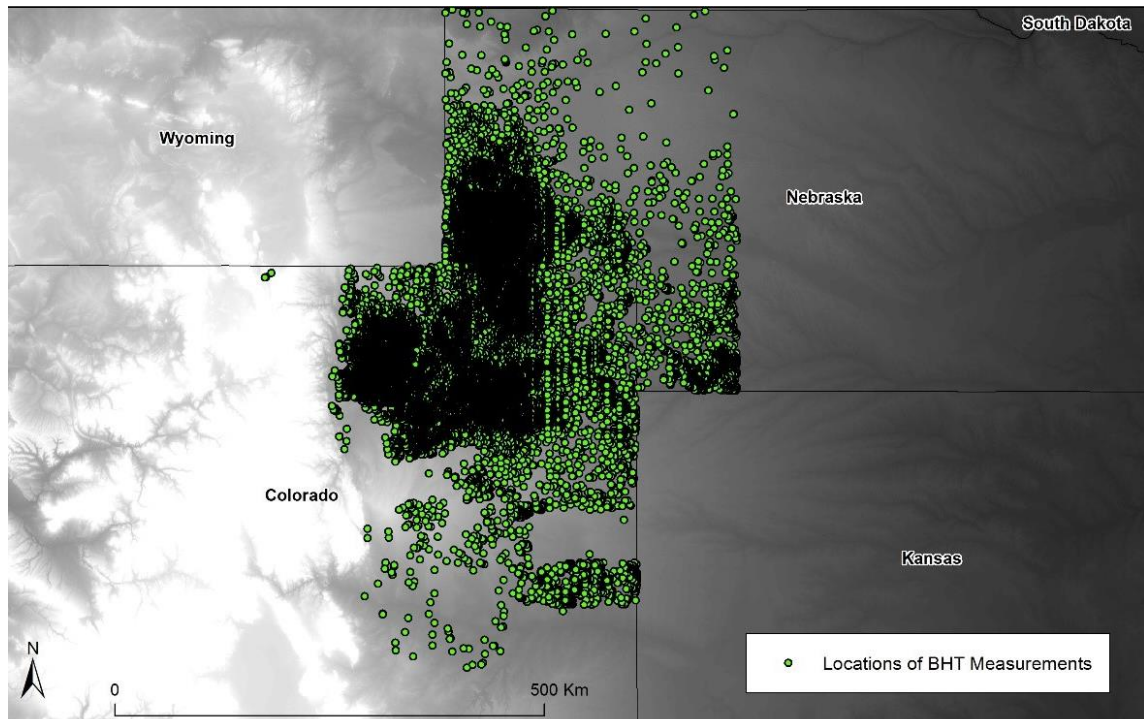 South Dakota
Wyoming
Nebraska
Colorado
Kansas
N
0
500 Km
Locations of BHT Measurements